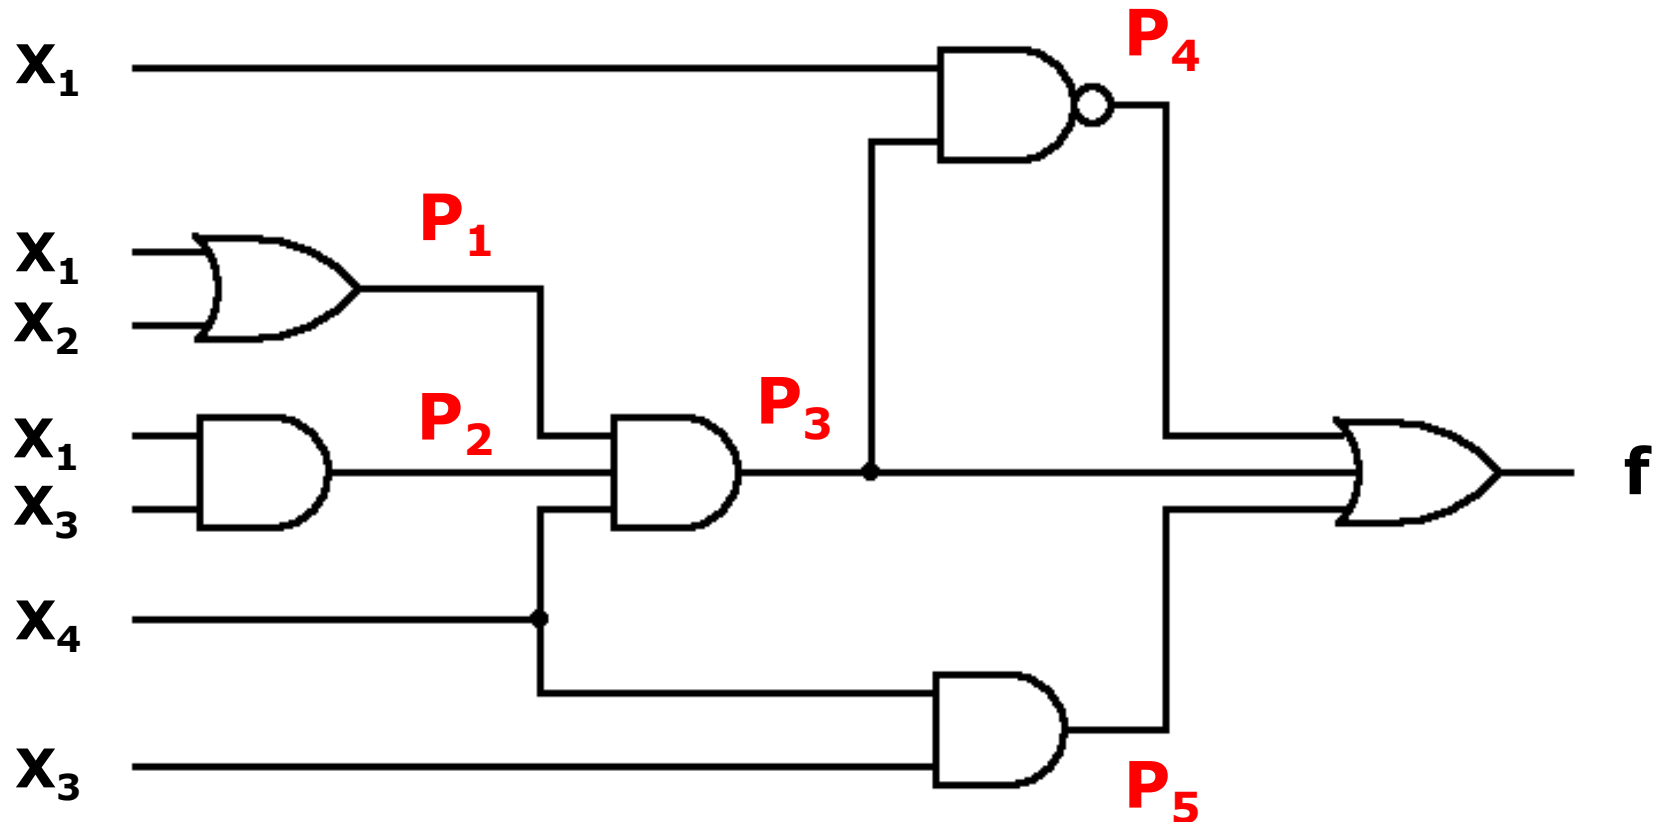 X₁
P₄
X₁
P₁
X₂
X₁
P₂
P₃
f
X₃
X₄
X₃
P₅